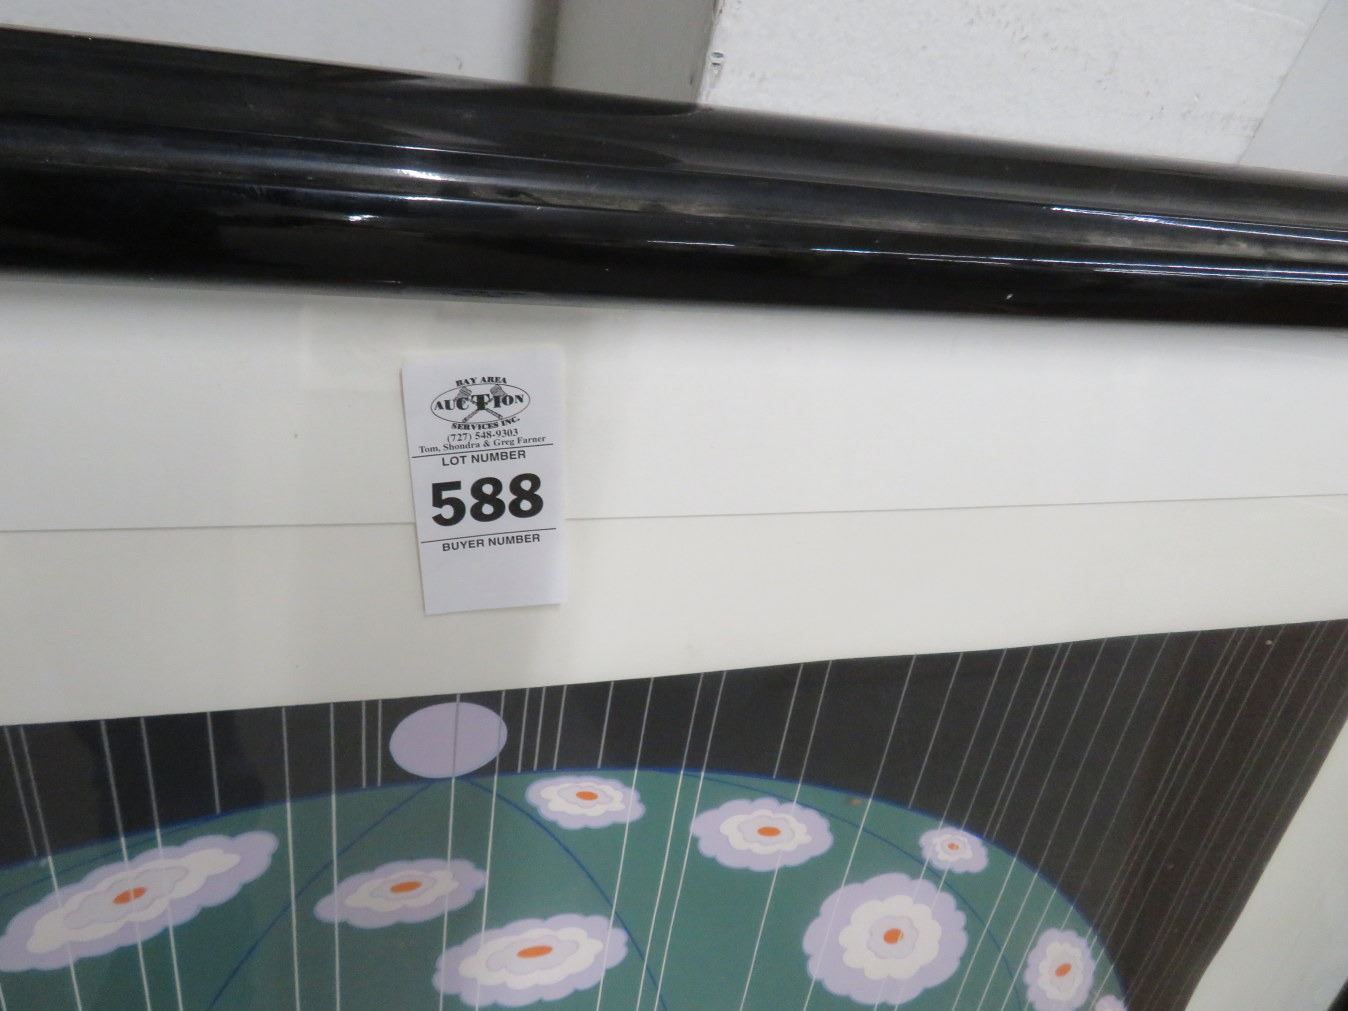 BAY AREA
AUCTION
SERVICES INC.
(727) 548-9303
Tom, Shondra & Greg Farner
LOT NUMBER
588
BUYER NUMBER